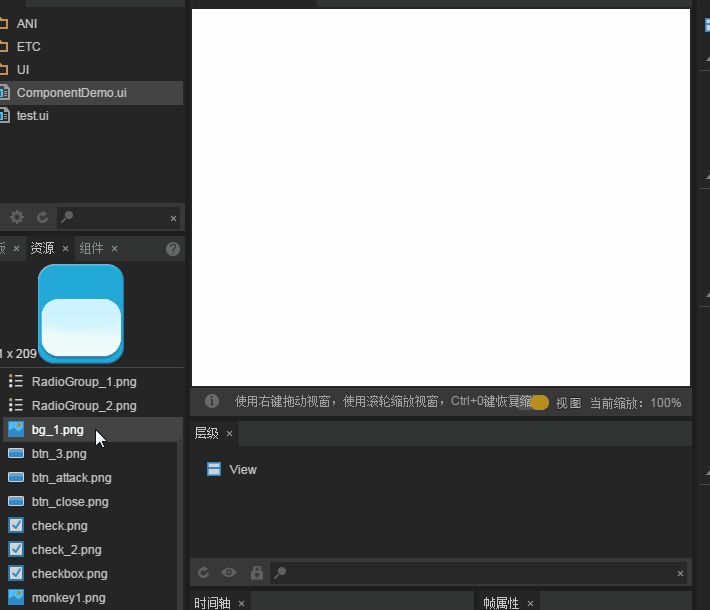 ANI
ETC
UI
ComponentDemo.ui
test.ui
×
× 资源 × 组件 × ?
1 x 209
RadioGroup_1.png
RadioGroup_2.png
bg_1.png
btn_3.png
btn_attack.png
btn_close.png
check.png
check_2.png
checkbox.png
monkey1.png
使用右键拖动视窗，使用滚轮缩放视窗，Ctrl+0键恢复缩 视图 当前缩放：100%
层级 ×
View
×
时间轴 × 帧属性 ×